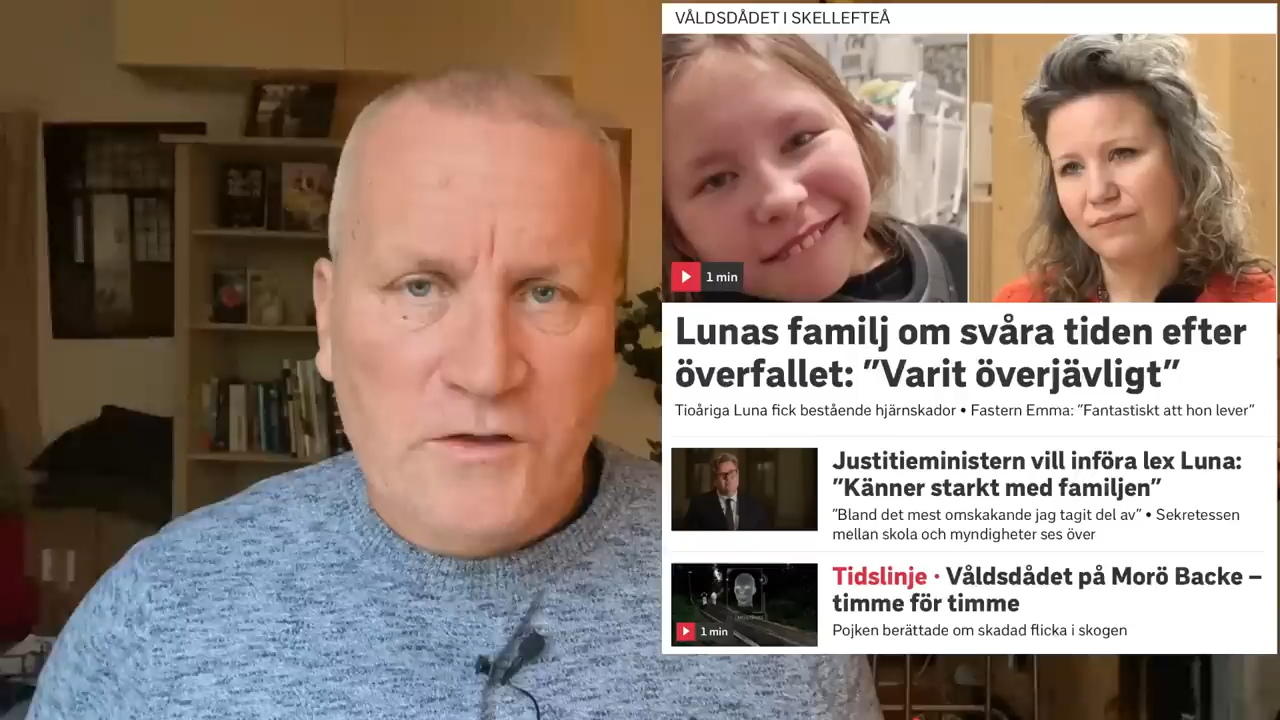 VÅLDSDÅDET I SKELLEFTEÅ
1 min
Lunas familj om svåra tiden efter
överfallet: ”Varit överjävligt”
Tioåriga Luna fick bestående hjärnskador • Fastern Emma: ”Fantastiskt att hon lever”
Justitieministern vill införa lex Luna:
”Känner starkt med familjen”
”Bland det mest omskakande jag tagit del av” • Sekretessen
mellan skola och myndigheter ses över
Tidslinje · Våldsdådet på Morö Backe –
timme för timme
1 min
Pojken berättade om skadad flicka i skogen